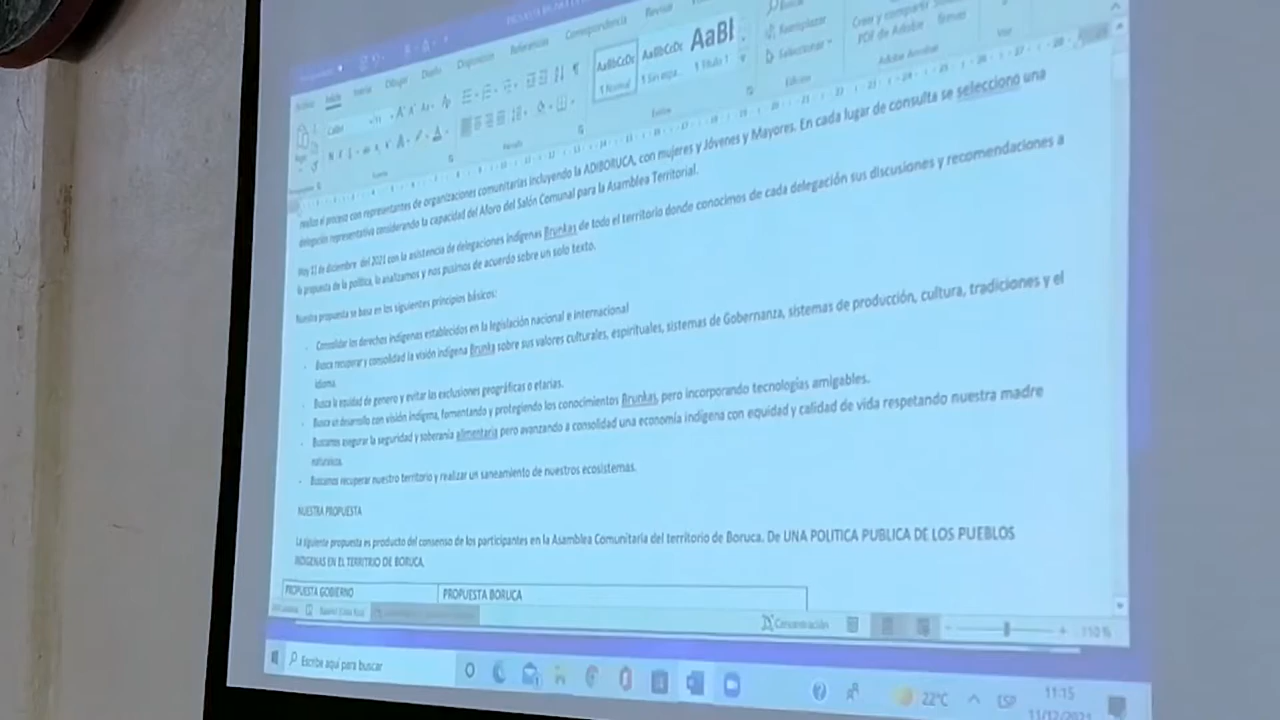 Referencias
Correspondencia
Revisar
AaBbCcDc AaBbCcDc AaBl
¶ Normal ¶ Sin espa... ¶ Título 1
Reemplazar
Seleccionar
Edición
Crear y compartir
PDF de Adobe
Adobe Acrobat
realizo el proceso con representantes de organizaciones comunitarias incluyendo la ADIBORUCA, con mujeres y Jóvenes y Mayores. En cada lugar de consulta se seleccionó una
delegación representativa considerando la capacidad del Aforo del Salón Comunal para la Asamblea Territorial.
Hoy 11 de diciembre del 2021 con la asistencia de delegaciones indígenas Brunkas de todo el territorio donde conocimos de cada delegación sus discusiones y recomendaciones a
la propuesta de la política, lo analizamos y nos pusimos de acuerdo sobre un solo texto.
Nuestra propuesta se basa en los siguientes principios básicos:
- Consolidar los derechos indígenas establecidos en la legislación nacional e internacional
- Busca recuperar y consolidad la visión indígena Brunka sobre sus valores culturales, espirituales, sistemas de Gobernanza, sistemas de producción, cultura, tradiciones y el
idioma.
- Busca la equidad de genero y evitar las exclusiones geográficas o etarias.
- Busca un desarrollo con visión indígena, fomentando y protegiendo los conocimientos Brunkas, pero incorporando tecnologías amigables.
- Buscamos asegurar la seguridad y soberanía alimentaria pero avanzando a consolidad una economía indígena con equidad y calidad de vida respetando nuestra madre
naturaleza.
- Buscamos recuperar nuestro territorio y realizar un saneamiento de nuestros ecosistemas.
NUESTRA PROPUESTA
La siguiente propuesta es producto del consenso de los participantes en la Asamblea Comunitaria del territorio de Boruca. De UNA POLITICA PUBLICA DE LOS PUEBLOS
INDIGENAS EN EL TERRITRIO DE BORUCA.
PROPUESTA GOBIERNO PROPUESTA BORUCA
Concentración 110 %
Escribe aquí para buscar
22°C ESP 11:15
11/12/2021